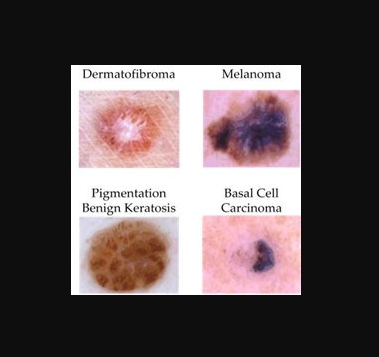 Dermatofibroma
Melanoma
Pigmentation
Benign Keratosis
Basal Cell
Carcinoma